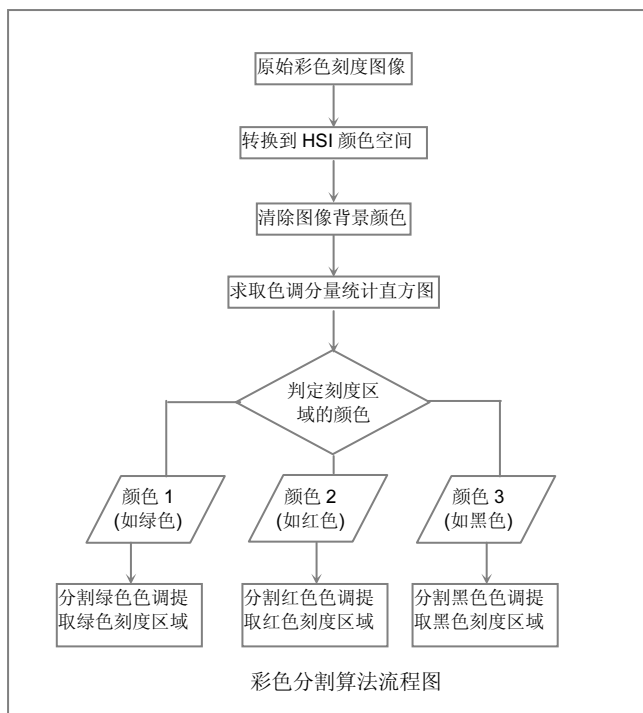 原始彩色刻度图像
转换到 HSI 颜色空间
清除图像背景颜色
求取色调分量统计直方图
判定刻度区
域的颜色
颜色 1
(如绿色)
颜色 2
(如红色)
颜色 3
(如黑色)
分割绿色色调提
取绿色刻度区域
分割红色色调提
取红色刻度区域
分割黑色色调提
取黑色刻度区域
彩色分割算法流程图